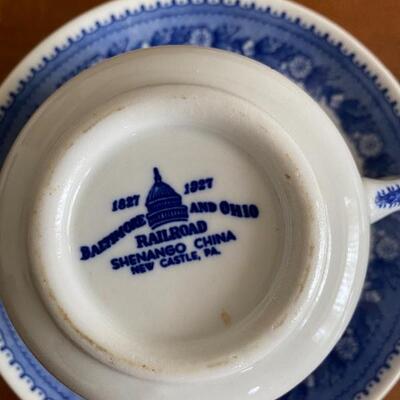 1827 1927
BALTIMORE AND OHIO
RAILROAD
SHENANGO CHINA
NEW CASTLE, PA.